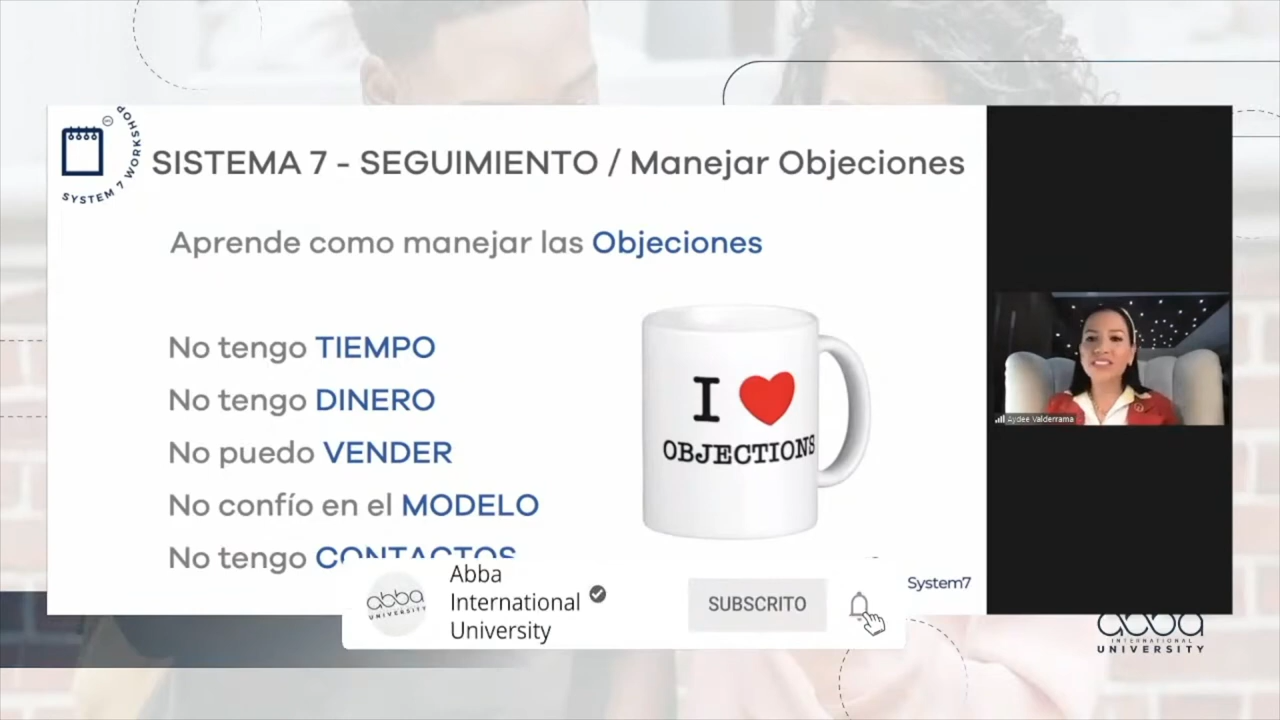 SYSTEM 7 WORKSHOP
SISTEMA 7 - SEGUIMIENTO / Manejar Objeciones
Aprende como manejar las Objeciones
No tengo TIEMPO
No tengo DINERO
No puedo VENDER
No confío en el MODELO
No tengo CONTACTOS
I
OBJECTIONS
Aydee Valderrama
System7
abba
UNIVERSITY
Abba
International
University
SUBSCRITO
abba
INTERNATIONAL
UNIVERSITY